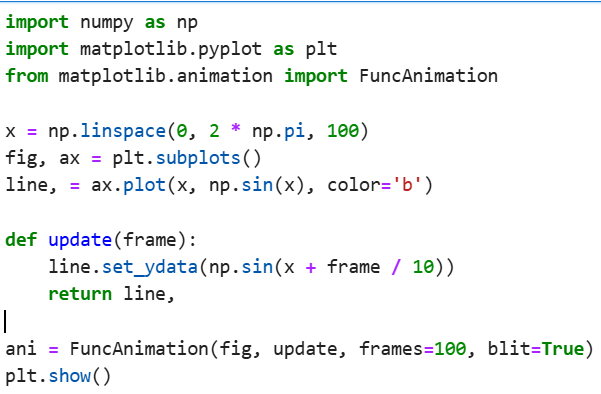 import numpy as np
import matplotlib.pyplot as plt
from matplotlib.animation import FuncAnimation

x = np.linspace(0, 2 * np.pi, 100)
fig, ax = plt.subplots()
line, = ax.plot(x, np.sin(x), color='b')

def update(frame):
    line.set_ydata(np.sin(x + frame / 10))
    return line,

ani = FuncAnimation(fig, update, frames=100, blit=True)
plt.show()